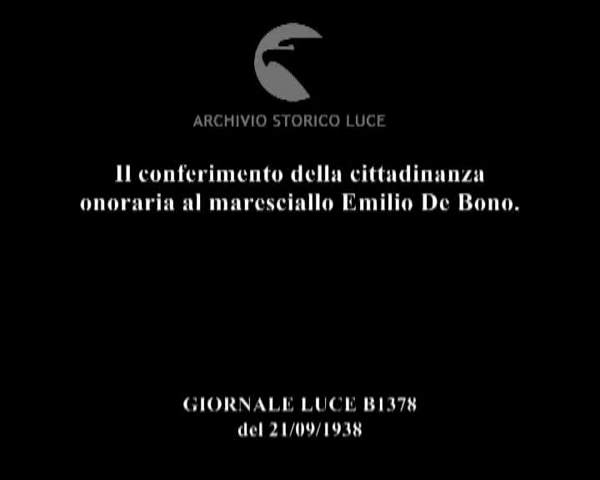 ARCHIVIO STORICO LUCE
Il conferimento della cittadinanza
onoraria al maresciallo Emilio De Bono.
GIORNALE LUCE B1378
del 21/09/1938